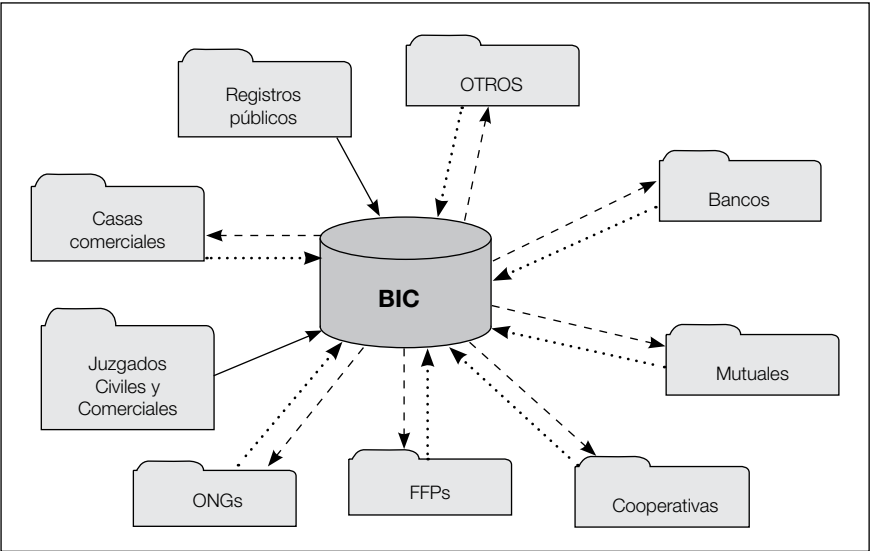 Registros
públicos
OTROS
Casas
comerciales
Bancos
BIC
Juzgados
Civiles y
Comerciales
Mutuales
ONGs
FFPs
Cooperativas